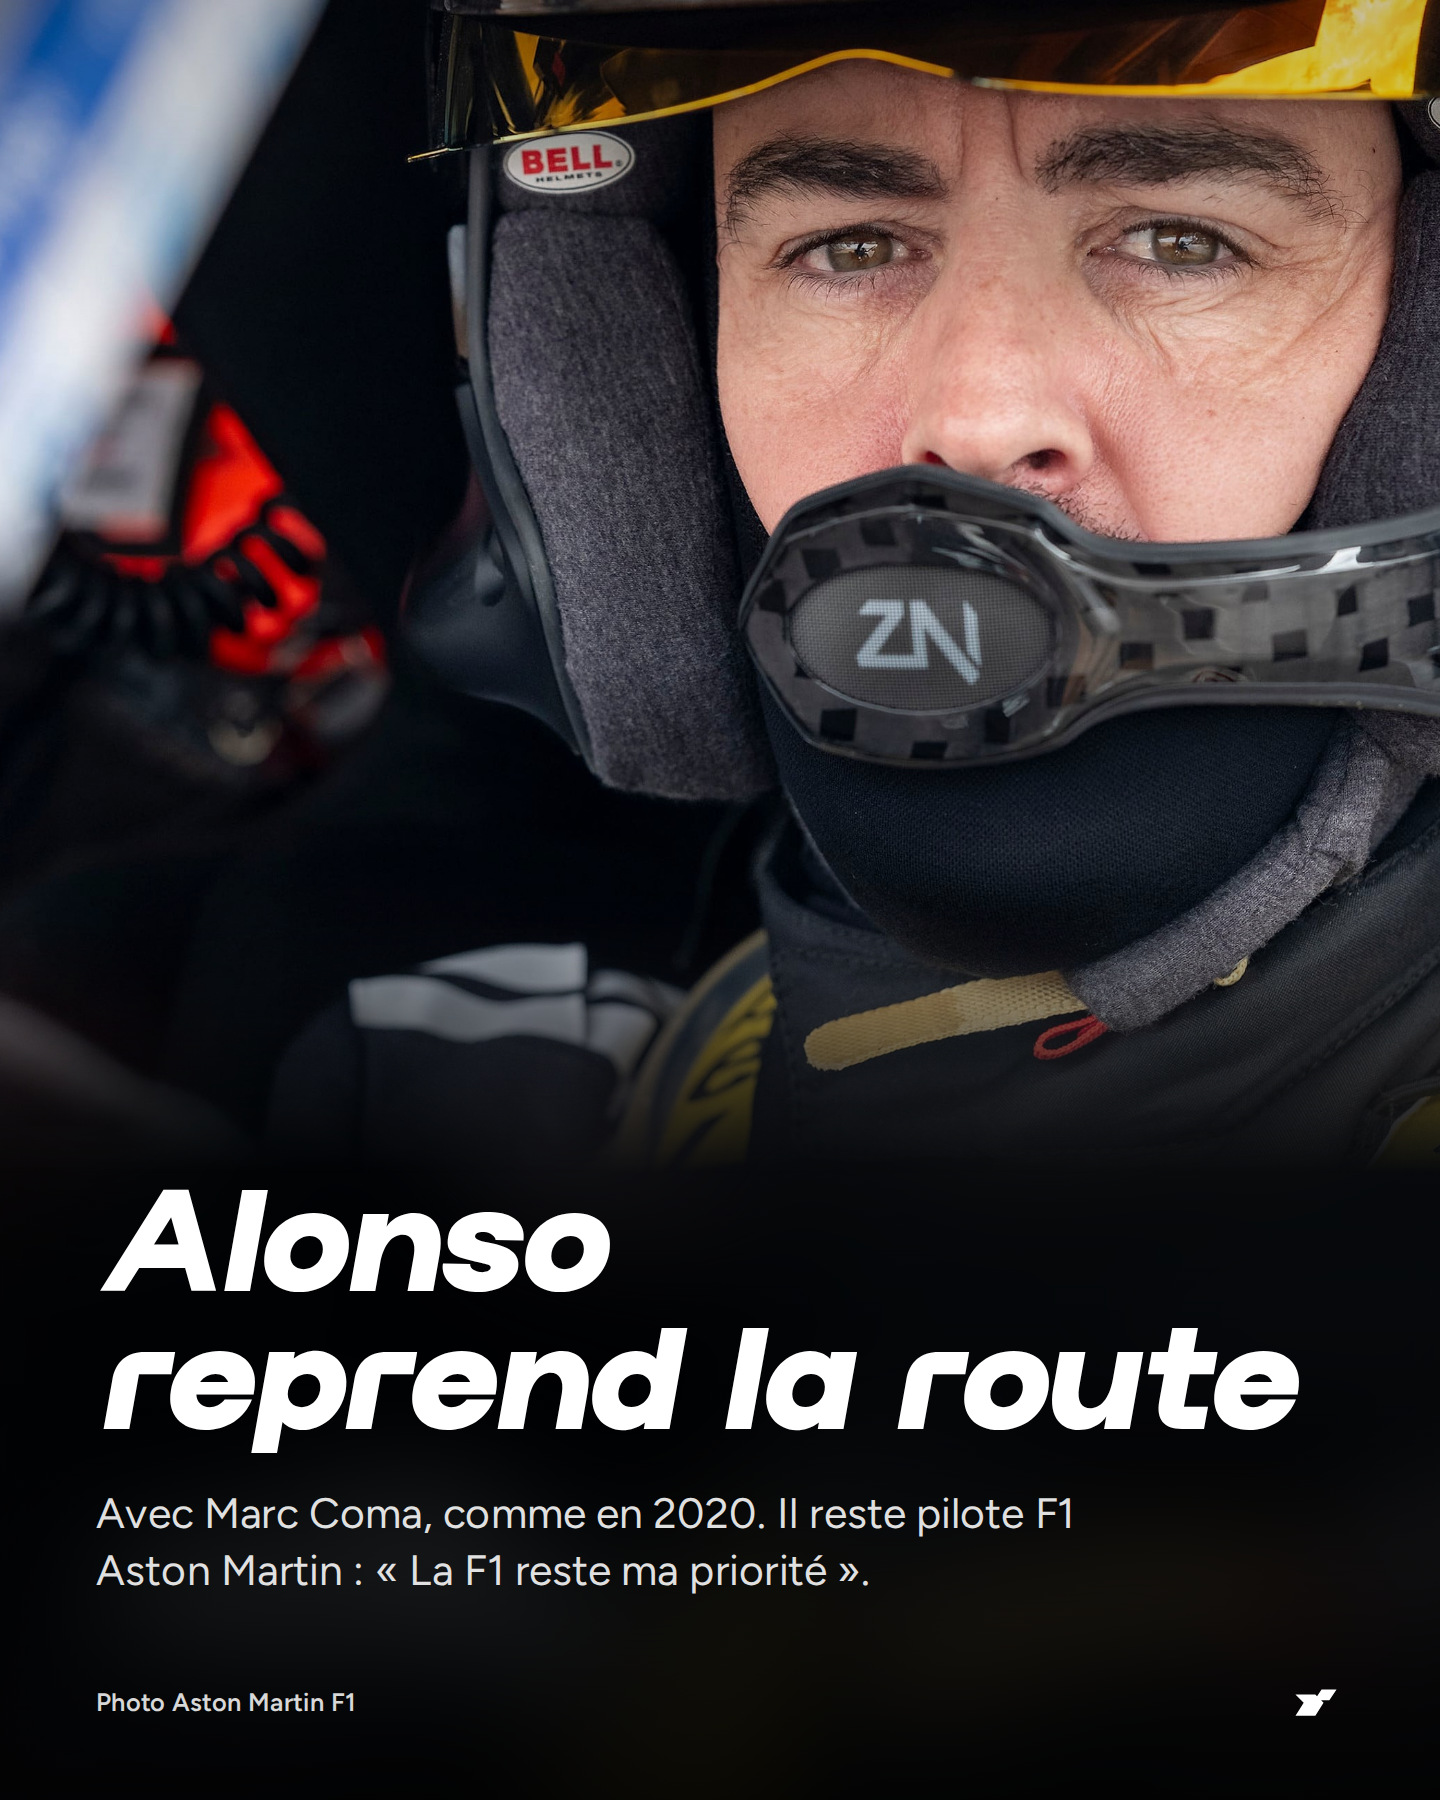 BELL
HELMETS
ZN
Alonso
reprend la route
Avec Marc Coma, comme en 2020. Il reste pilote F1
Aston Martin : « La F1 reste ma priorité ».
Photo Aston Martin F1